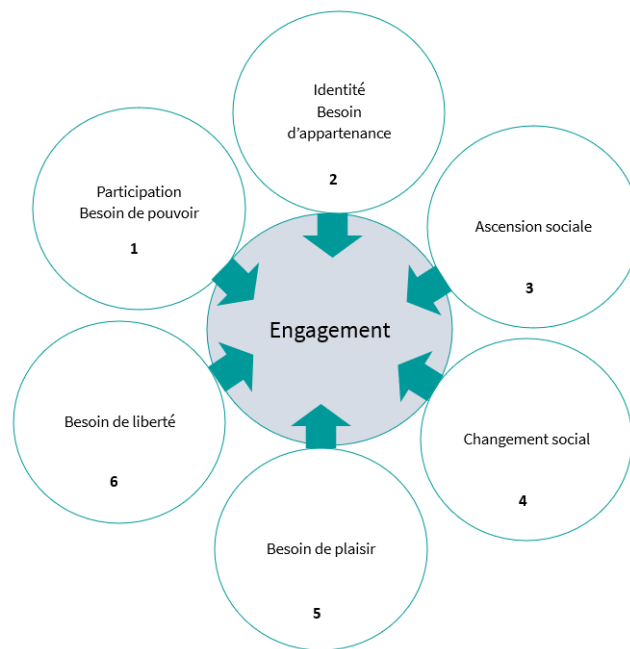 Participation
Besoin de pouvoir
1
Identité
Besoin
d'appartenance
2
Ascension sociale
3
Engagement
Changement social
4
Besoin de plaisir
5
Besoin de liberté
6